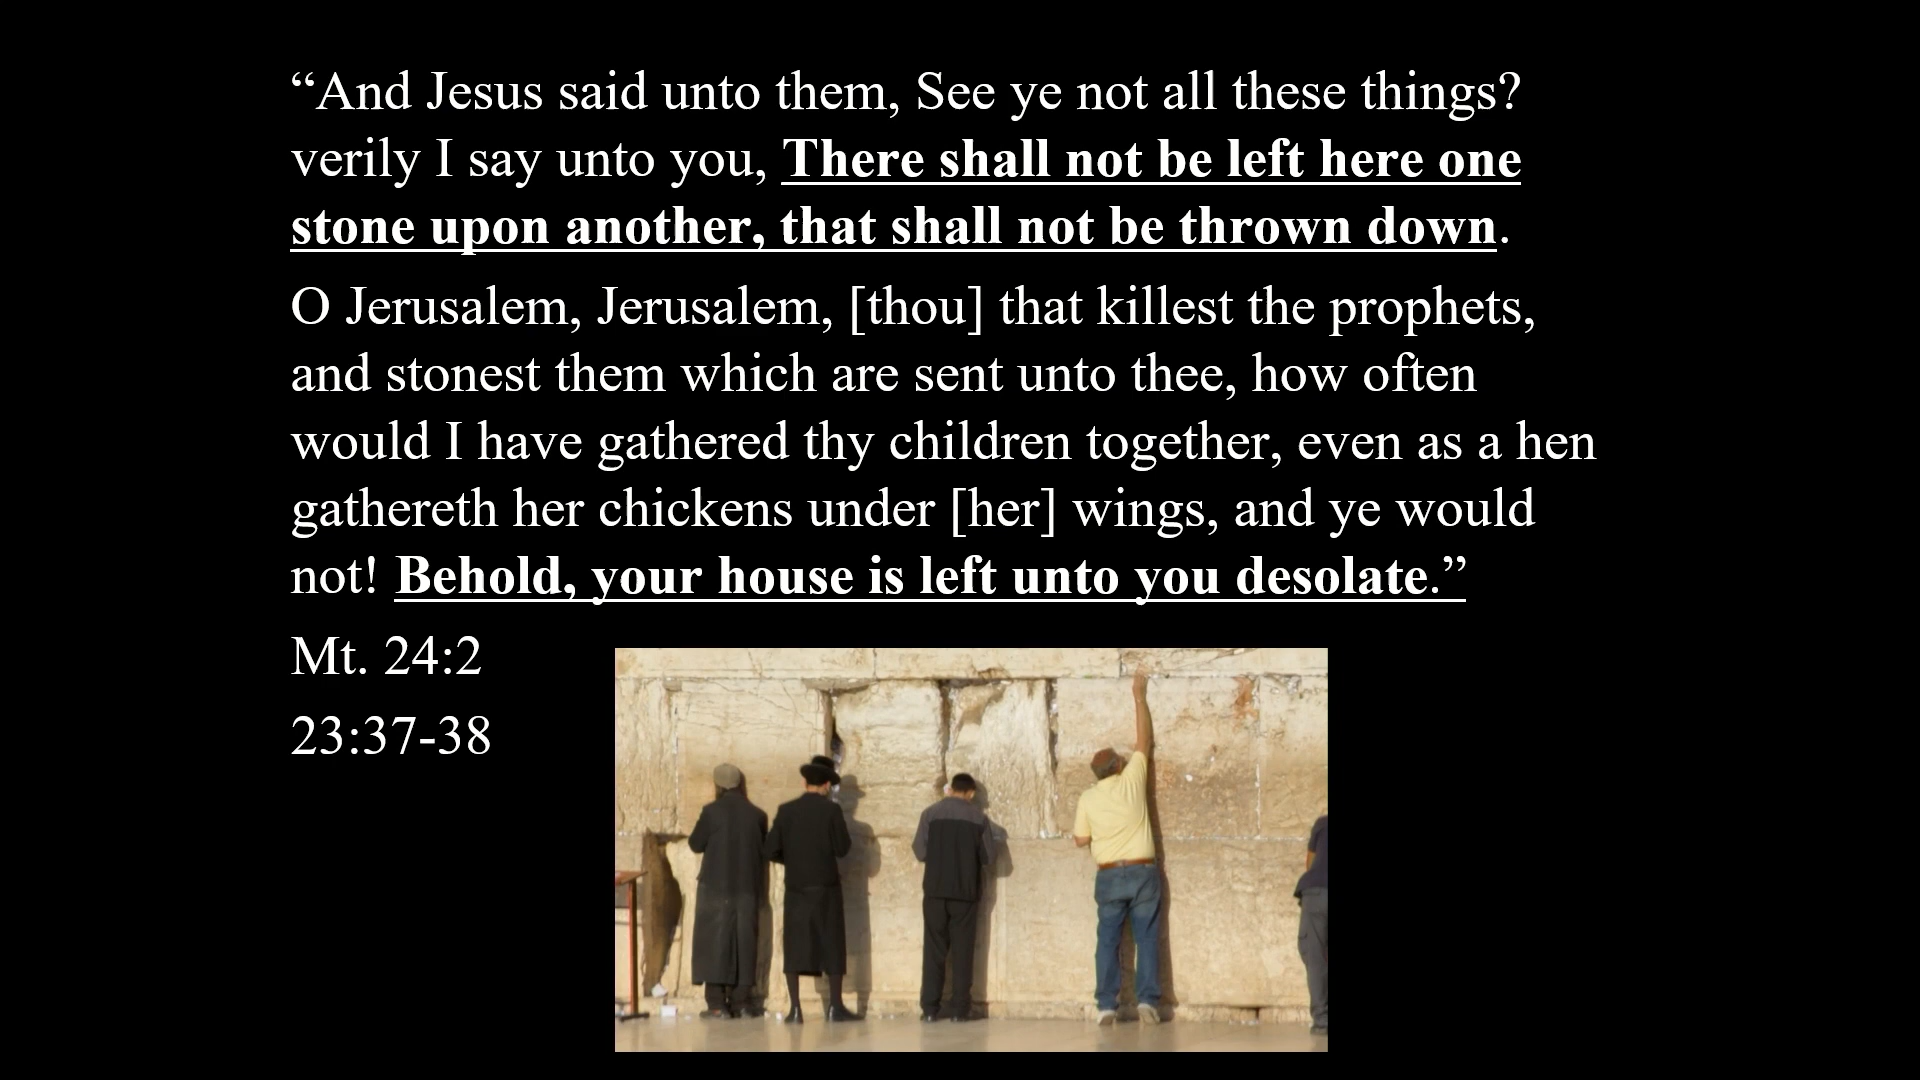 “And Jesus said unto them, See ye not all these things?
verily I say unto you, There shall not be left here one
stone upon another, that shall not be thrown down.
O Jerusalem, Jerusalem, [thou] that killest the prophets,
and stonest them which are sent unto thee, how often
would I have gathered thy children together, even as a hen
gathereth her chickens under [her] wings, and ye would
not! Behold, your house is left unto you desolate.”
Mt. 24:2
23:37-38